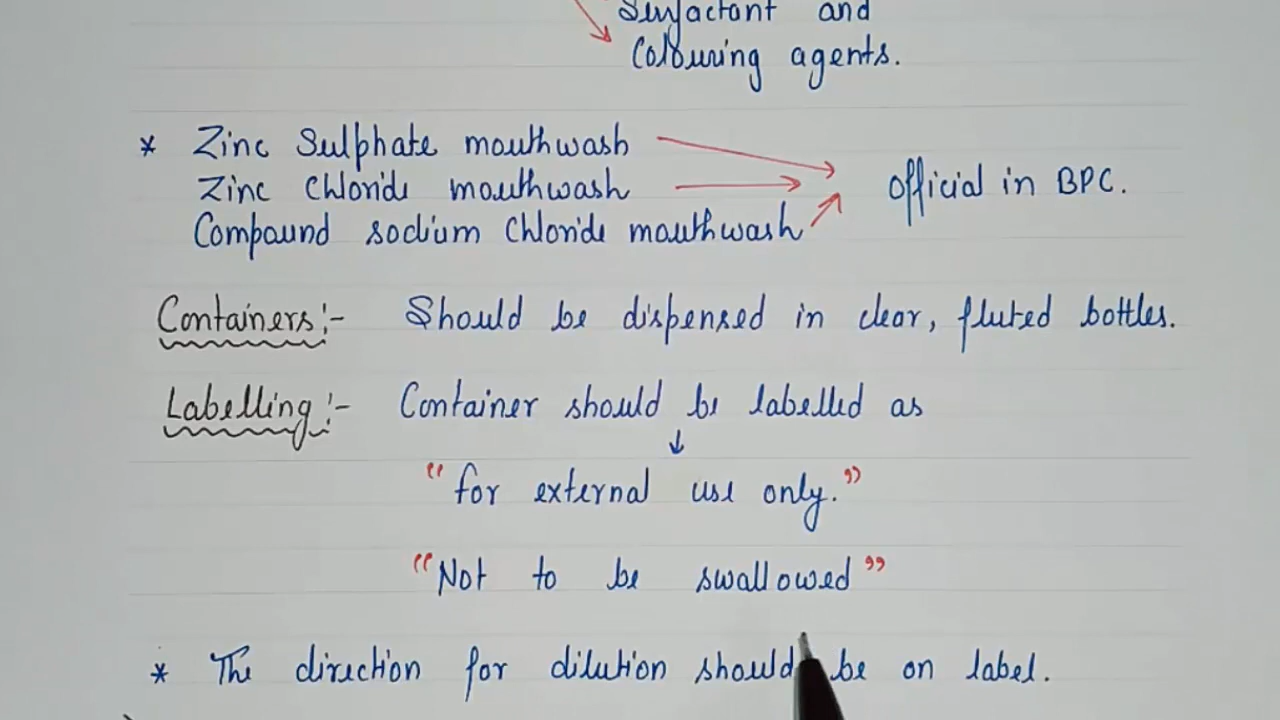 Surfactant and
Colouring agents.
* Zinc Sulphate mouthwash
Zinc Chloride mouthwash
Official in BPC.
Compound sodium Chloride mouthwash
Containers:- Should be dispensed in clear, fluted bottles.
Labelling:- Container should be labelled as
↓
"for external use only."
"Not to be swallowed"
* The direction for dilution should be on label.